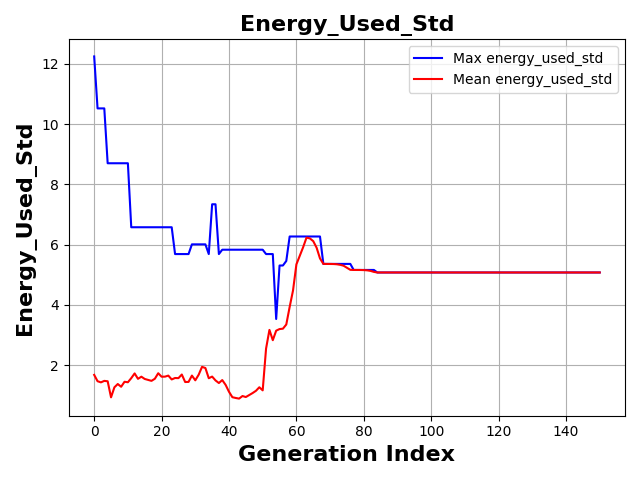 Energy_Used_Std
Max energy_used_std
Mean energy_used_std
Energy_Used_Std
12
10
8
6
4
2
0 20 40 60 80 100 120 140
Generation Index